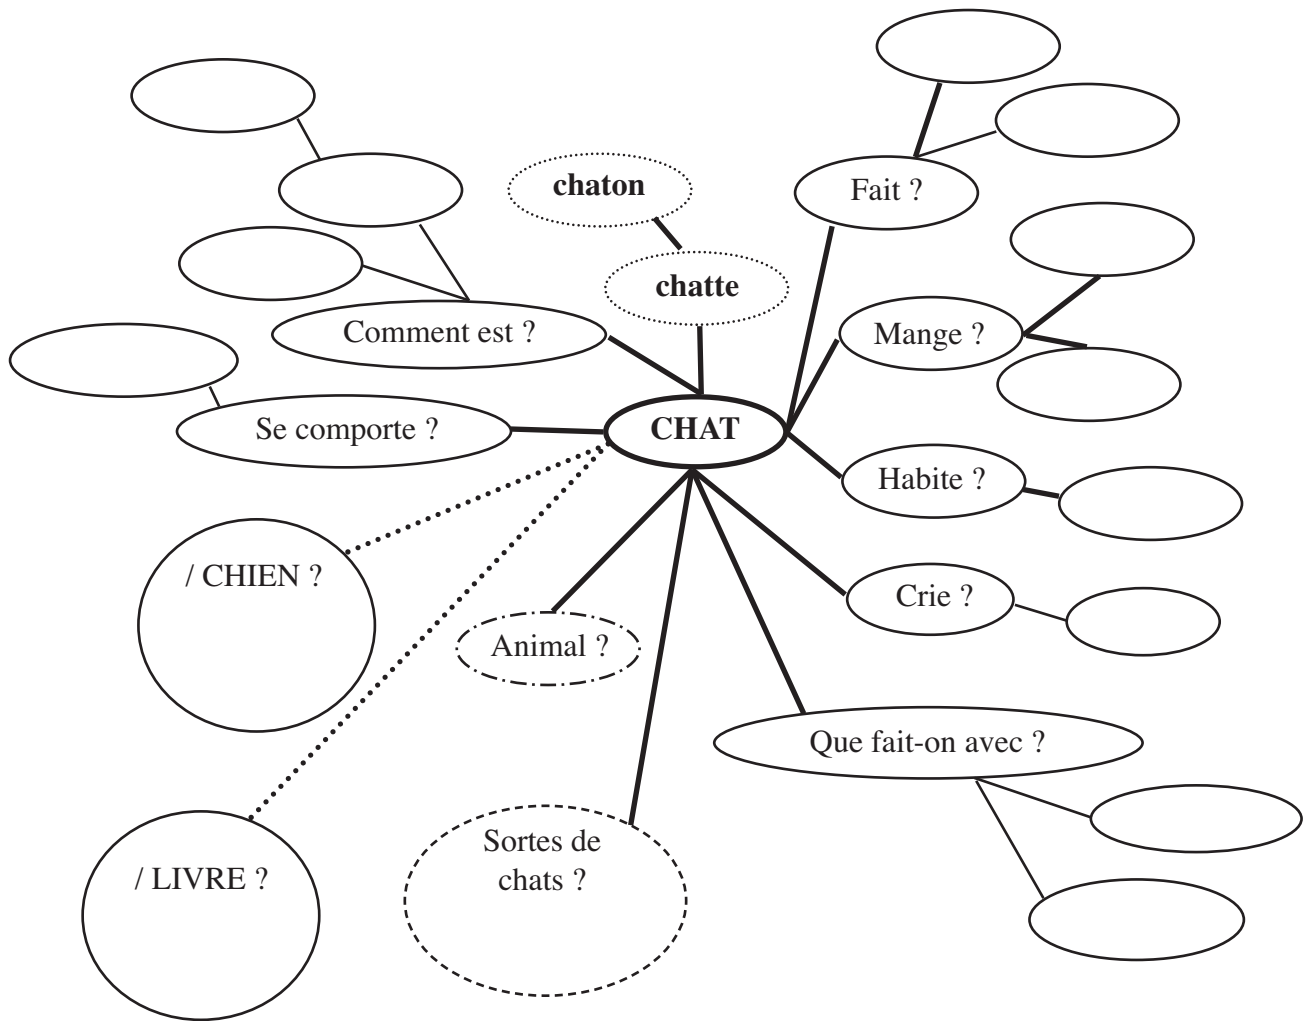 chaton
Fait ?
chatte
Comment est ?
Mange ?
Se comporte ?
CHAT
Habite ?
/ CHIEN ?
Crie ?
Animal ?
Que fait-on avec ?
Sortes de
chats ?
/ LIVRE ?